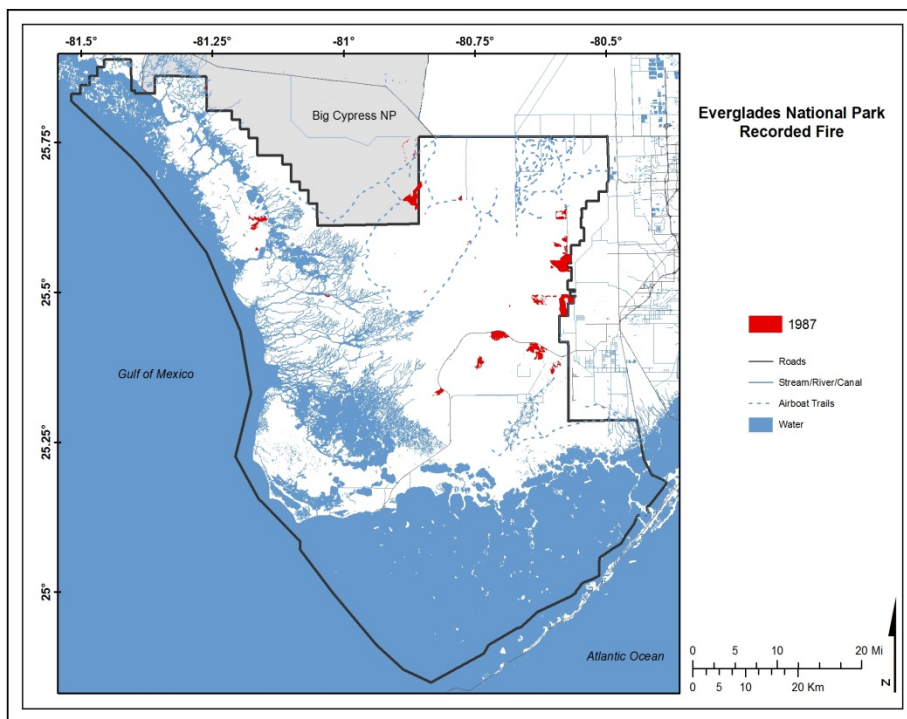 -81.5 -81.25 -81° -80.75 -80.5
Everglades National Park
Recorded Fire
Big Cypress NP
25.75°
25.5°
1987
Roads
Gulf of Mexico
Stream/River/Canal
Airboat Trails
Water
25.25°
25°
Atlantic Ocean
0 5 10 20 Mi
0 5 10 20 Km
N